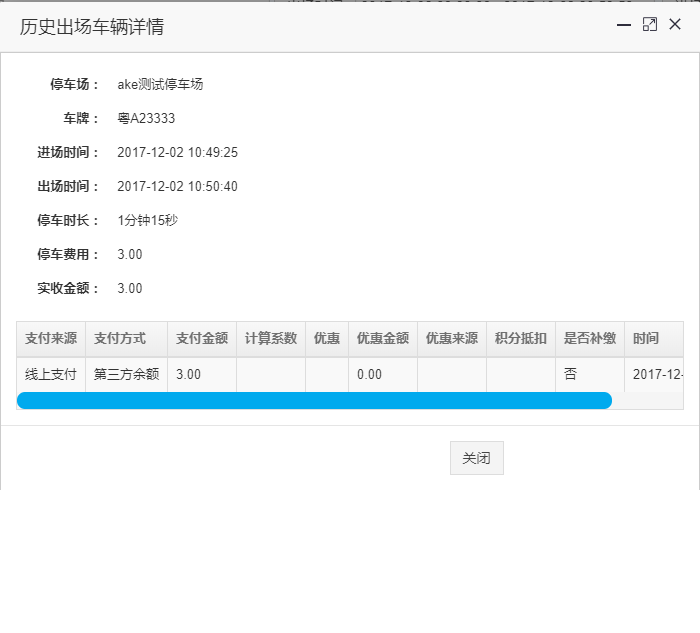 历史出场车辆详情
停车场： ake测试停车场
车牌： 粤A23333
进场时间： 2017-12-02 10:49:25
出场时间： 2017-12-02 10:50:40
停车时长： 1分钟15秒
停车费用： 3.00
实收金额： 3.00
支付来源 支付方式 支付金额 计算系数 优惠 优惠金额 优惠来源 积分抵扣 是否补缴 时间
线上支付 第三方余额 3.00 0.00 否 2017-12-
关闭